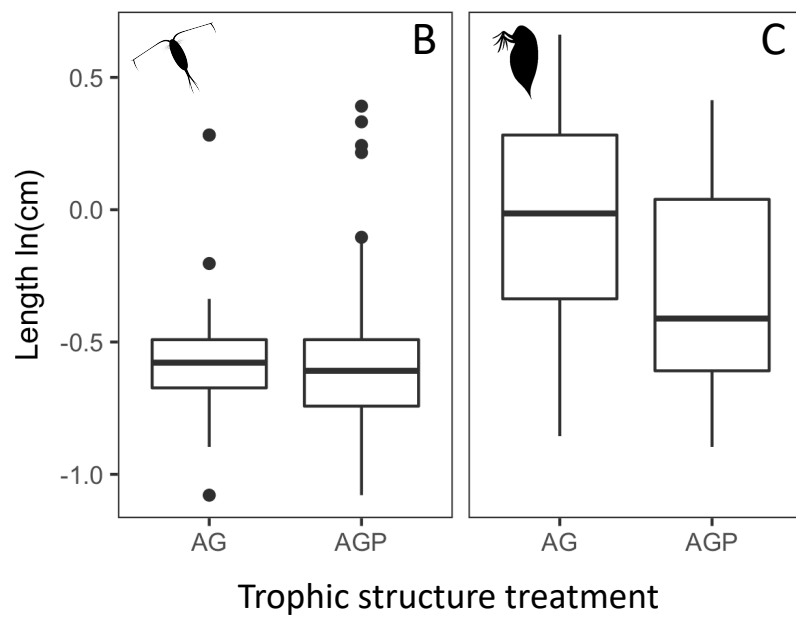 B
C
Length ln(cm)
0.5
0.0
-0.5
-1.0
AG
AGP
AG
AGP
Trophic structure treatment